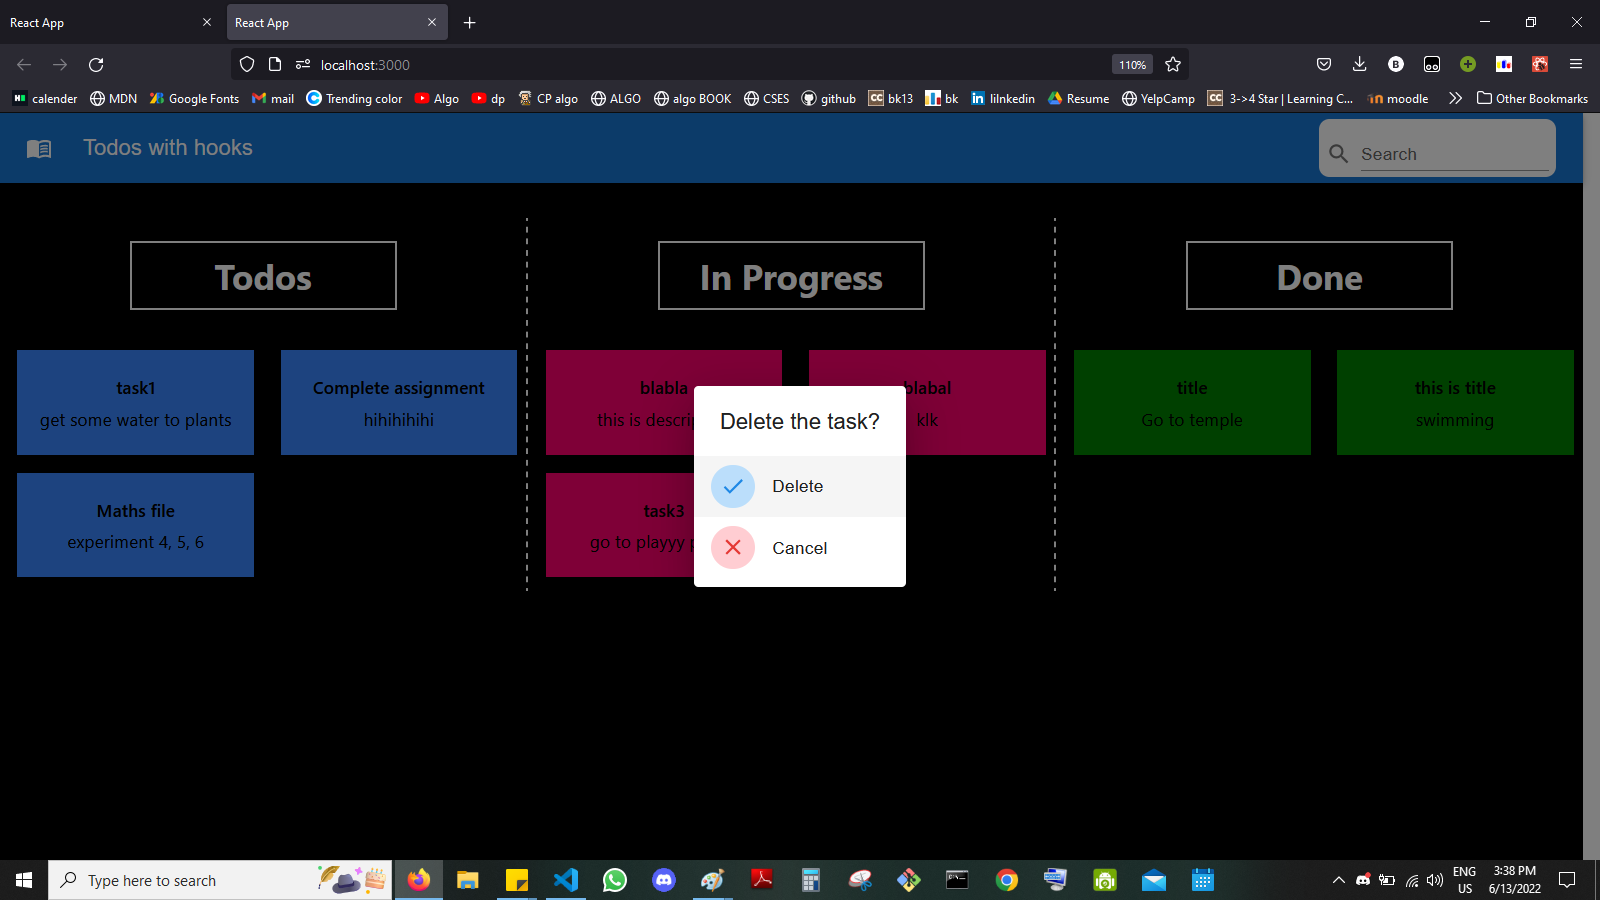 React App
React App
localhost:3000
110%
calender
MDN
Google Fonts
mail
Trending color
Algo
dp
CP algo
ALGO
algo BOOK
CSES
github
CC
bk13
bk
lilnkedin
Resume
YelpCamp
CC
3->4 Star | Learning C...
moodle
Other Bookmarks
Todos with hooks
Search
Todos
In Progress
Done
task1
get some water to plants
Complete assignment
hihihihihi
Maths file
experiment 4, 5, 6
blabla
this is descrip
blabal
klk
task3
go to playyy
title
Go to temple
this is title
swimming
Delete the task?
Delete
Cancel
Type here to search
ENG
US
3:38 PM
6/13/2022